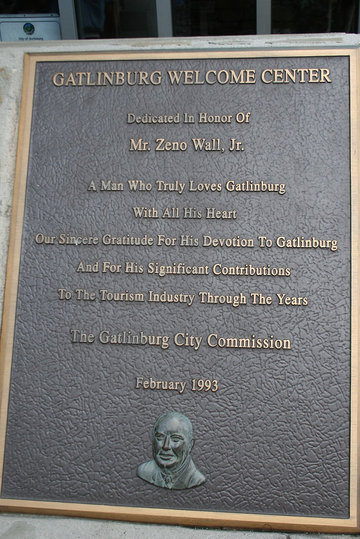 GATLINBURG WELCOME CENTER
Dedicated In Honor Of
Mr. Zeno Wall, Jr.
A Man Who Truly Loves Gatlinburg
With All His Heart
Our Sincere Gratitude For His Devotion To Gatlinburg
And For His Significant Contributions
To The Tourism Industry Through The Years
The Gatlinburg City Commission
February 1993